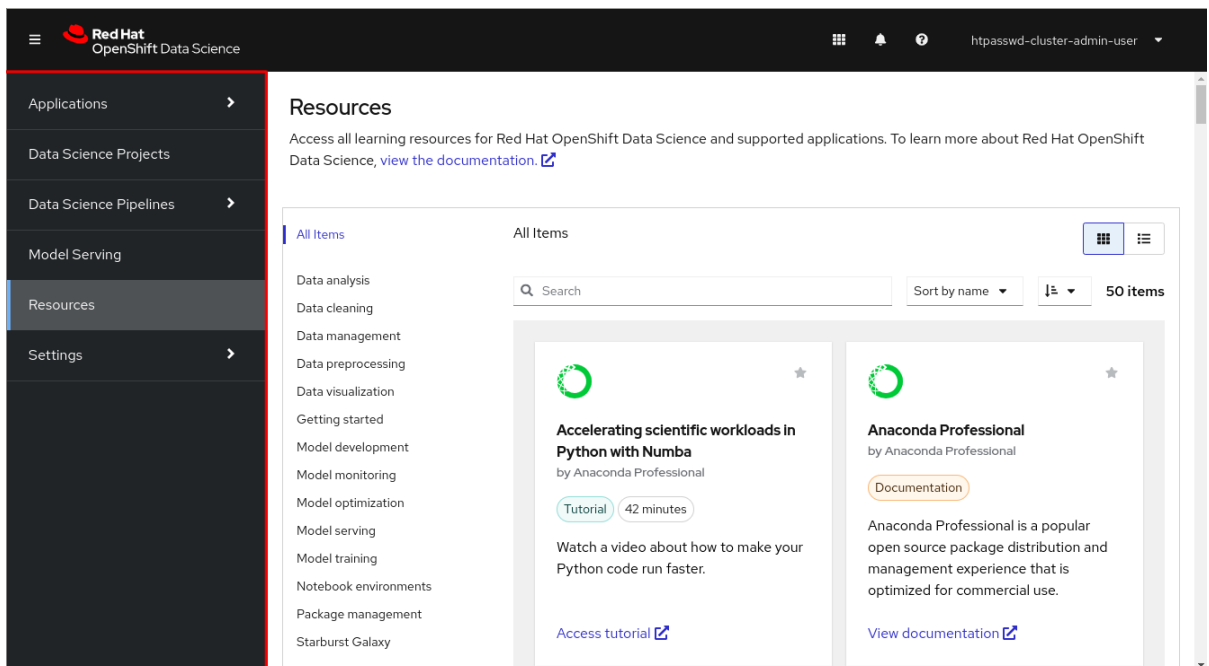 Red Hat
OpenShift Data Science
htpasswd-cluster-admin-user
Applications
Data Science Projects
Data Science Pipelines
Model Serving
Resources
Settings
Resources
Access all learning resources for Red Hat OpenShift Data Science and supported applications. To learn more about Red Hat OpenShift
Data Science, view the documentation.
All Items
Data analysis
Data cleaning
Data management
Data preprocessing
Data visualization
Getting started
Model development
Model monitoring
Model optimization
Model serving
Model training
Notebook environments
Package management
Starburst Galaxy
All Items
Search
Sort by name
50 items
Accelerating scientific workloads in
Python with Numba
by Anaconda Professional
Tutorial
42 minutes
Watch a video about how to make your
Python code run faster.
Access tutorial
Anaconda Professional
by Anaconda Professional
Documentation
Anaconda Professional is a popular
open source package distribution and
management experience that is
optimized for commercial use.
View documentation